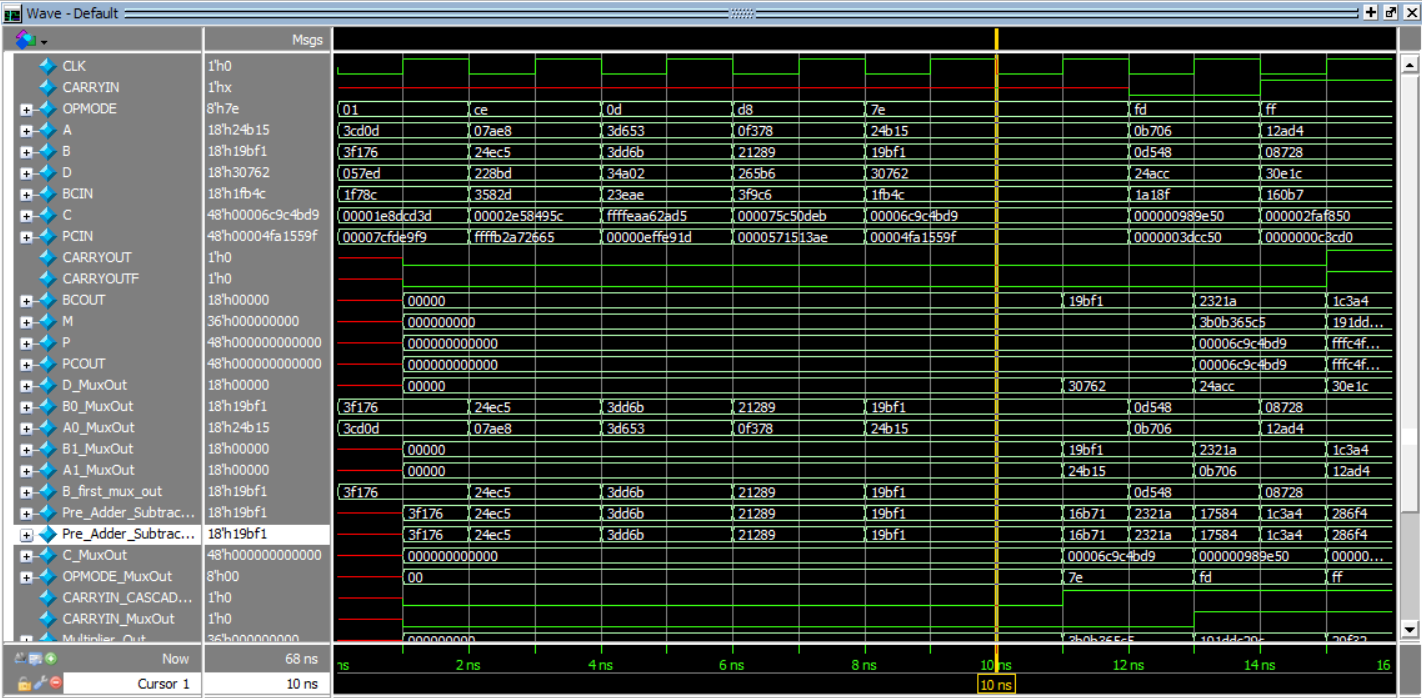 Wave - Default
Msgs
CLK 1'h0
CARRYIN 1'hx
OPMODE 8'h7e 01 ce 0d d8 7e fd ff
A 18'h24b15 3cd0d 07ae8 3d653 0f378 24b15 0b706 12ad4
B 18'h19bf1 3f176 24ec5 3dd6b 21289 19bf1 0d548 08728
D 18'h30762 057ed 228bd 34a02 265b6 30762 24acc 30e1c
BCIN 18'h1fb4c 1f78c 3582d 23eae 3f9c6 1fb4c 1a18f 160b7
C 48'h00006c9c4bd9 00001e8dcd3d 00002e58495c ffffeaa62ad5 000075c50deb 00006c9c4bd9 000000989e50 000002faf850
PCIN 48'h00004fa1559f 00007cfde9f9 ffffb2a72665 00000effe91d 0000571513ae 00004fa1559f 0000003dcc50 0000000c3cd0
CARRYOUT 1'h0
CARRYOUTF 1'h0
BCOUT 18'h00000 00000 19bf1 2321a 1c3a4
M 36'h000000000 000000000 3b0b365c5 191dd...
P 48'h000000000000 000000000000 00006c9c4bd9 fffc4f...
PCOUT 48'h000000000000 000000000000 00006c9c4bd9 fffc4f...
D_MuxOut 18'h00000 00000 30762 24acc 30e1c
B0_MuxOut 18'h19bf1 3f176 24ec5 3dd6b 21289 19bf1 0d548 08728
A0_MuxOut 18'h24b15 3cd0d 07ae8 3d653 0f378 24b15 0b706 12ad4
B1_MuxOut 18'h00000 00000 19bf1 2321a 1c3a4
A1_MuxOut 18'h00000 00000 24b15 0b706 12ad4
B_first_mux_out 18'h19bf1 3f176 24ec5 3dd6b 21289 19bf1 0d548 08728
Pre_Adder_Subtrac... 18'h19bf1 3f176 24ec5 3dd6b 21289 19bf1 16b71 2321a 17584 1c3a4 286f4
Pre_Adder_Subtrac... 18'h19bf1 3f176 24ec5 3dd6b 21289 19bf1 16b71 2321a 17584 1c3a4 286f4
C_MuxOut 48'h000000000000 000000000000 00006c9c4bd9 000000989e50 00000...
OPMODE_MuxOut 8'h00 00 7e fd ff
CARRYIN_CASCAD... 1'h0
CARRYIN_MuxOut 1'h0
Multiplier_Out 36'h000000000 000000000 3b0b365c5
Now 68 ns ns 2 ns 4 ns 6 ns 8 ns 10 ns 12 ns 14 ns 16
Cursor 1 10 ns 10 ns